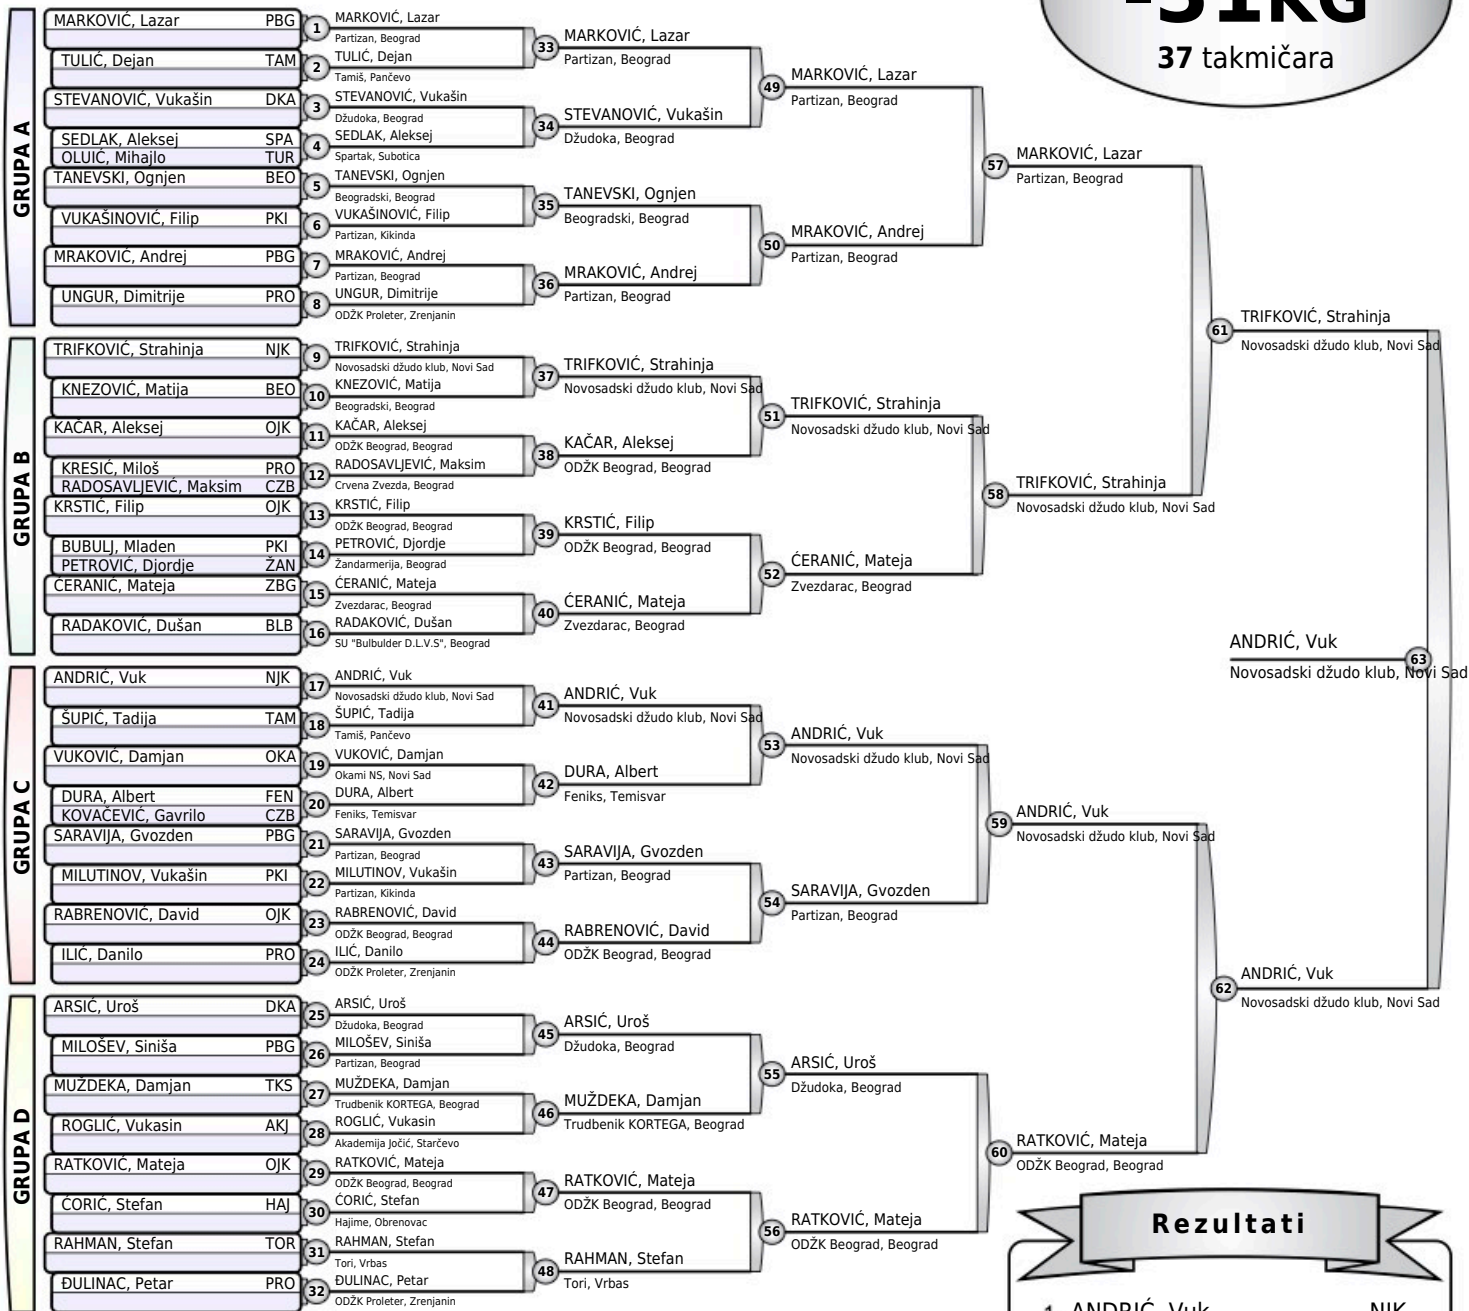 -51KG
37 takmičara
GRUPA A
MARKOVIĆ, Lazar PBG
TULIĆ, Dejan TAM
STEVANOVIĆ, Vukašin DKA
SEDLAK, Aleksej SPA
OLUIĆ, Mihajlo TUR
TANEVSKI, Ognjen BEO
VUKAŠINOVIĆ, Filip PKI
MRAKOVIĆ, Andrej PBG
UNGUR, Dimitrije PRO
GRUPA B
TRIFKOVIĆ, Strahinja NJK
KNEZOVIĆ, Matija BEO
KAČAR, Aleksej OJK
KRESIĆ, Miloš PRO
RADOSAVLJEVIĆ, Maksim CZB
KRSTIĆ, Filip OJK
BUBULJ, Mladen PKI
PETROVIĆ, Djordje ŽAN
ĆERANIĆ, Mateja ZBG
RADAKOVIĆ, Dušan BLB
GRUPA C
ANDRIĆ, Vuk NJK
ŠUPIĆ, Tadija TAM
VUKOVIĆ, Damjan OKA
DURA, Albert FEN
KOVAČEVIĆ, Gavrilo CZB
SARAVIJA, Gvozden PBG
MILUTINOV, Vukašin PKI
RABRENOVIĆ, David OJK
ILIĆ, Danilo PRO
GRUPA D
ARSIĆ, Uroš DKA
MILOŠEV, Siniša PBG
MUŽDEKA, Damjan TKS
ROGLIĆ, Vukasin AKJ
RATKOVIĆ, Mateja OJK
ĆORIĆ, Stefan HAJ
RAHMAN, Stefan TOR
ĐULINAC, Petar PRO
1 MARKOVIĆ, Lazar
Partizan, Beograd
2 TULIĆ, Dejan
Tamiš, Pančevo
3 STEVANOVIĆ, Vukašin
Džudoka, Beograd
4 SEDLAK, Aleksej
Spartak, Subotica
5 TANEVSKI, Ognjen
Beogradski, Beograd
6 VUKAŠINOVIĆ, Filip
Partizan, Kikinda
7 MRAKOVIĆ, Andrej
Partizan, Beograd
8 UNGUR, Dimitrije
ODŽK Proleter, Zrenjanin
9 TRIFKOVIĆ, Strahinja
Novosadski džudo klub, Novi Sad
10 KNEZOVIĆ, Matija
Beogradski, Beograd
11 KAČAR, Aleksej
ODŽK Beograd, Beograd
12 RADOSAVLJEVIĆ, Maksim
Crvena Zvezda, Beograd
13 KRSTIĆ, Filip
ODŽK Beograd, Beograd
14 PETROVIĆ, Djordje
Žandarmerija, Beograd
15 ĆERANIĆ, Mateja
Zvezdarac, Beograd
16 RADAKOVIĆ, Dušan
SU "Bulbulder D.L.V.S", Beograd
17 ANDRIĆ, Vuk
Novosadski džudo klub, Novi Sad
18 ŠUPIĆ, Tadija
Tamiš, Pančevo
19 VUKOVIĆ, Damjan
Okami NS, Novi Sad
20 DURA, Albert
Feniks, Temisvar
21 SARAVIJA, Gvozden
Partizan, Beograd
22 MILUTINOV, Vukašin
Partizan, Kikinda
23 RABRENOVIĆ, David
ODŽK Beograd, Beograd
24 ILIĆ, Danilo
ODŽK Proleter, Zrenjanin
25 ARSIĆ, Uroš
Džudoka, Beograd
26 MILOŠEV, Siniša
Partizan, Beograd
27 MUŽDEKA, Damjan
Trudbenik KORTEGA, Beograd
28 ROGLIĆ, Vukasin
Akademija Jočić, Starčevo
29 RATKOVIĆ, Mateja
ODŽK Beograd, Beograd
30 ĆORIĆ, Stefan
Hajime, Obrenovac
31 RAHMAN, Stefan
Tori, Vrbas
32 ĐULINAC, Petar
ODŽK Proleter, Zrenjanin
33 MARKOVIĆ, Lazar
Partizan, Beograd
34 STEVANOVIĆ, Vukašin
Džudoka, Beograd
35 TANEVSKI, Ognjen
Beogradski, Beograd
36 MRAKOVIĆ, Andrej
Partizan, Beograd
37 TRIFKOVIĆ, Strahinja
Novosadski džudo klub, Novi Sad
38 KAČAR, Aleksej
ODŽK Beograd, Beograd
39 KRSTIĆ, Filip
ODŽK Beograd, Beograd
40 ĆERANIĆ, Mateja
Zvezdarac, Beograd
41 ANDRIĆ, Vuk
Novosadski džudo klub, Novi Sad
42 DURA, Albert
Feniks, Temisvar
43 SARAVIJA, Gvozden
Partizan, Beograd
44 RABRENOVIĆ, David
ODŽK Beograd, Beograd
45 ARSIĆ, Uroš
Džudoka, Beograd
46 MUŽDEKA, Damjan
Trudbenik KORTEGA, Beograd
47 RATKOVIĆ, Mateja
ODŽK Beograd, Beograd
48 RAHMAN, Stefan
Tori, Vrbas
49 MARKOVIĆ, Lazar
Partizan, Beograd
50 MRAKOVIĆ, Andrej
Partizan, Beograd
51 TRIFKOVIĆ, Strahinja
Novosadski džudo klub, Novi Sad
52 ĆERANIĆ, Mateja
Zvezdarac, Beograd
53 ANDRIĆ, Vuk
Novosadski džudo klub, Novi Sad
54 SARAVIJA, Gvozden
Partizan, Beograd
55 ARSIĆ, Uroš
Džudoka, Beograd
56 RATKOVIĆ, Mateja
ODŽK Beograd, Beograd
57 MARKOVIĆ, Lazar
Partizan, Beograd
58 TRIFKOVIĆ, Strahinja
Novosadski džudo klub, Novi Sad
59 ANDRIĆ, Vuk
Novosadski džudo klub, Novi Sad
60 RATKOVIĆ, Mateja
ODŽK Beograd, Beograd
61 TRIFKOVIĆ, Strahinja
Novosadski džudo klub, Novi Sad
62 ANDRIĆ, Vuk
Novosadski džudo klub, Novi Sad
ANDRIĆ, Vuk 63
Novosadski džudo klub, Novi Sad
Rezultati
1 ANDRIĆ, Vuk NJK